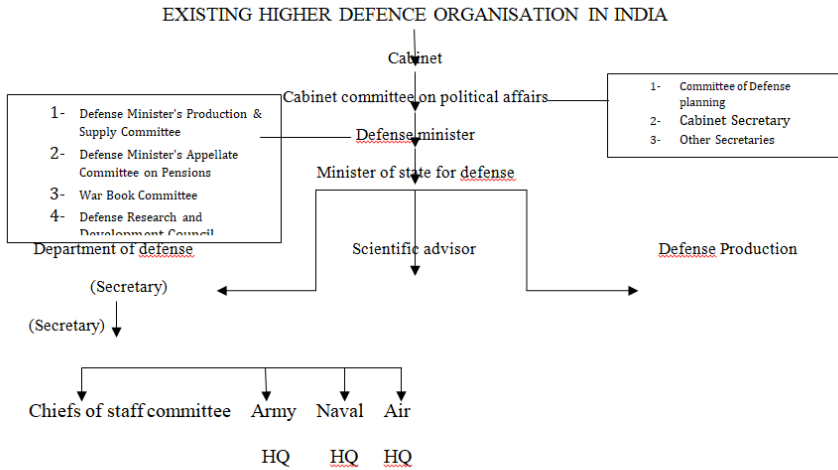 EXISTING HIGHER DEFENCE ORGANISATION IN INDIA
Cabinet
Cabinet committee on political affairs
1- Committee of Defense
planning
2- Cabinet Secretary
3- Other Secretaries
1- Defense Minister's Production &
Supply Committee
2- Defense Minister's Appellate
Committee on Pensions
3- War Book Committee
4- Defense Research and
Development Council
Defense minister
Minister of state for defense
Department of defense
Scientific advisor
Defense Production
(Secretary)
(Secretary)
Chiefs of staff committee Army Naval Air
HQ HQ HQ